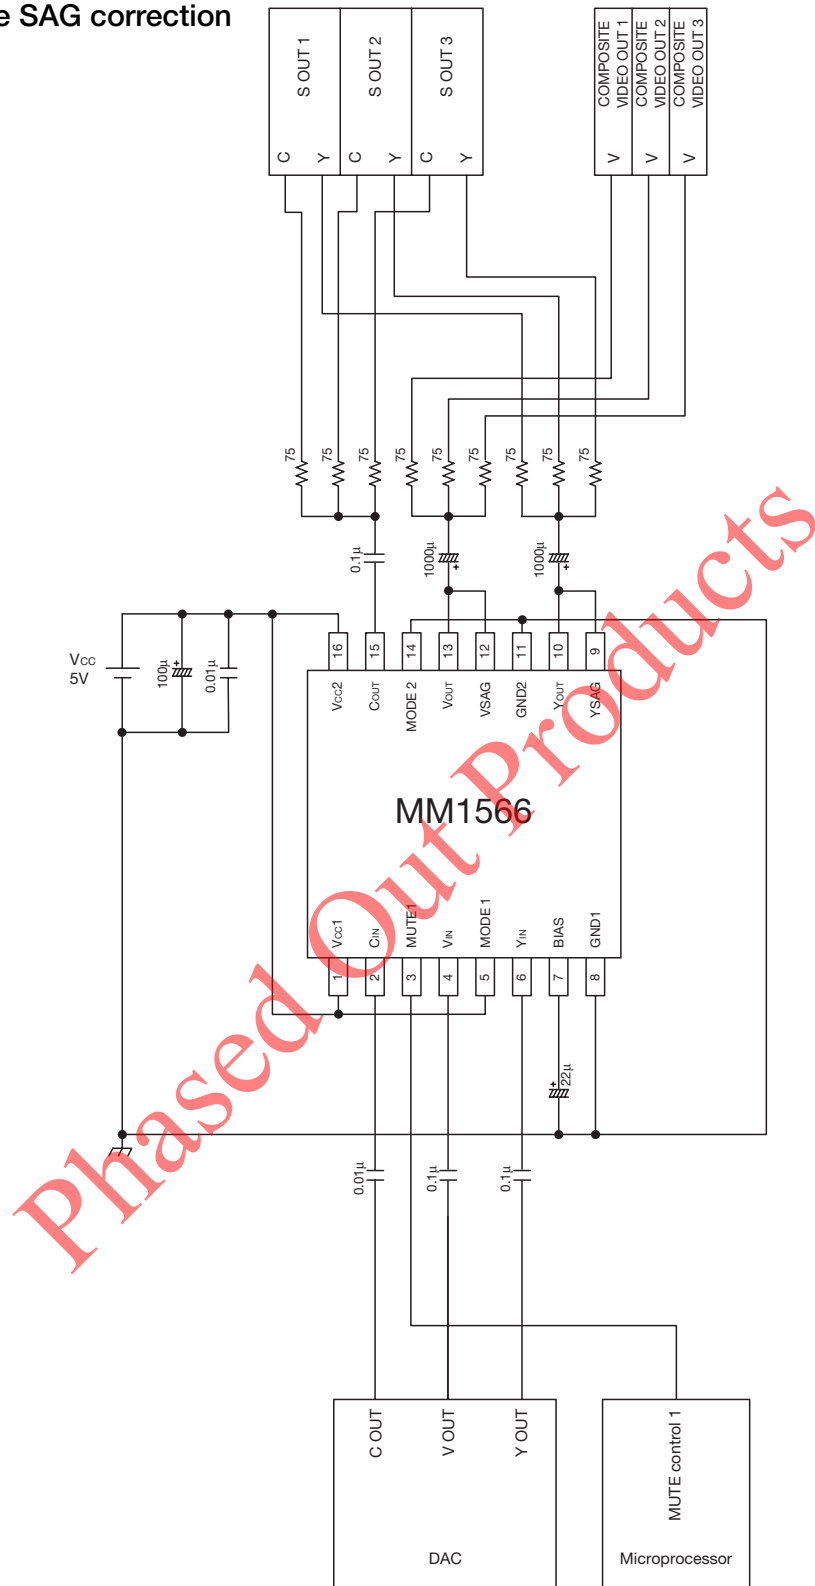 e SAG correction
S OUT 1
S OUT 2
S OUT 3
C
Y
C
Y
C
Y
COMPOSITE
VIDEO OUT 1
COMPOSITE
VIDEO OUT 2
COMPOSITE
VIDEO OUT 3
V
V
V
75
75
75
75
75
75
75
75
75
0.1µ
1000µ
+
1000µ
+
VCC
5V
100µ
+
0.01µ
16
15
14
13
12
11
10
9
VCC2
COUT
MODE 2
VOUT
VSAG
GND2
YOUT
YSAG
MM1566
VCC1
CIN
MUTE1
VIN
MODE 1
YIN
BIAS
GND1
1
2
3
4
5
6
7
8
+
22µ
0.01µ
0.1µ
0.1µ
C OUT
V OUT
Y OUT
DAC
MUTE control 1
Microprocessor
Phased Out Products